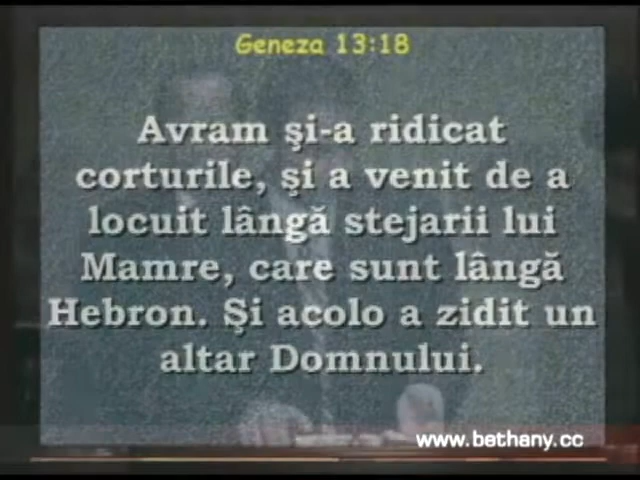 Geneza 13:18
Avram şi-a ridicat
corturile, şi a venit de a
locuit lângă stejarii lui
Mamre, care sunt lângă
Hebron. Şi acolo a zidit un
altar Domnului.
www.bethany.cc